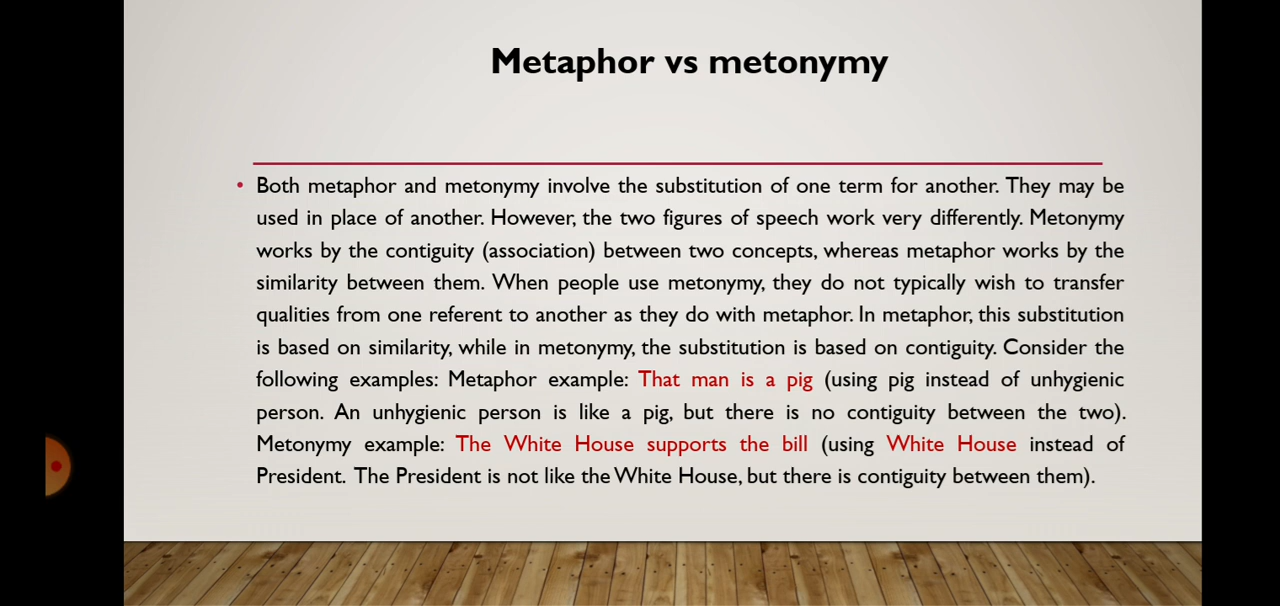 Metaphor vs metonymy
• Both metaphor and metonymy involve the substitution of one term for another. They may be
used in place of another. However, the two figures of speech work very differently. Metonymy
works by the contiguity (association) between two concepts, whereas metaphor works by the
similarity between them. When people use metonymy, they do not typically wish to transfer
qualities from one referent to another as they do with metaphor. In metaphor, this substitution
is based on similarity, while in metonymy, the substitution is based on contiguity. Consider the
following examples: Metaphor example: That man is a pig (using pig instead of unhygienic
person. An unhygienic person is like a pig, but there is no contiguity between the two).
Metonymy example: The White House supports the bill (using White House instead of
President. The President is not like the White House, but there is contiguity between them).